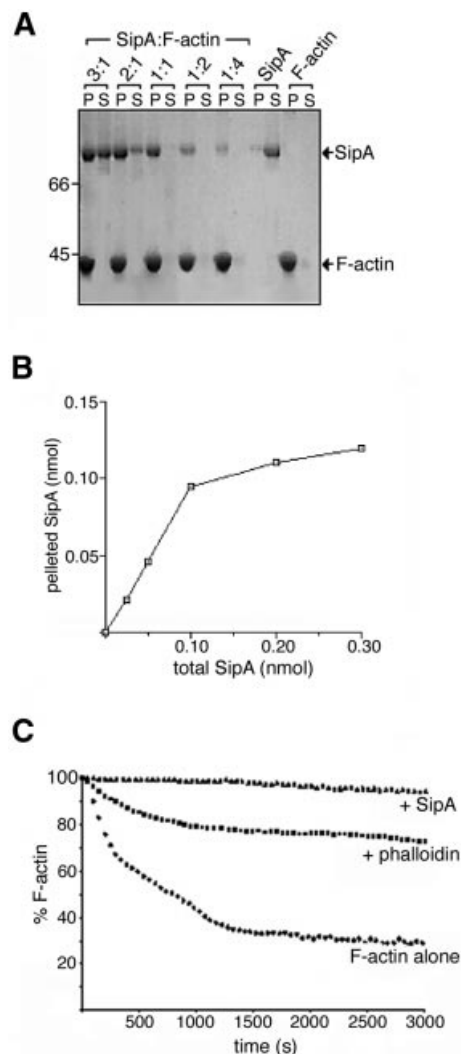 A
SipA:F-actin
3:1 2:1 1:1 1:2 1:4 SipA F-actin
P S P S P S P S P S P S P S
SipA
66
45
F-actin
B
0.15
0.10
0.05
pelleted SipA (nmol)
0.10 0.20 0.30
total SipA (nmol)
C
100
80
60
40
20
% F-actin
+ SipA
+ phalloidin
F-actin alone
500 1000 1500 2000 2500 3000
time (s)